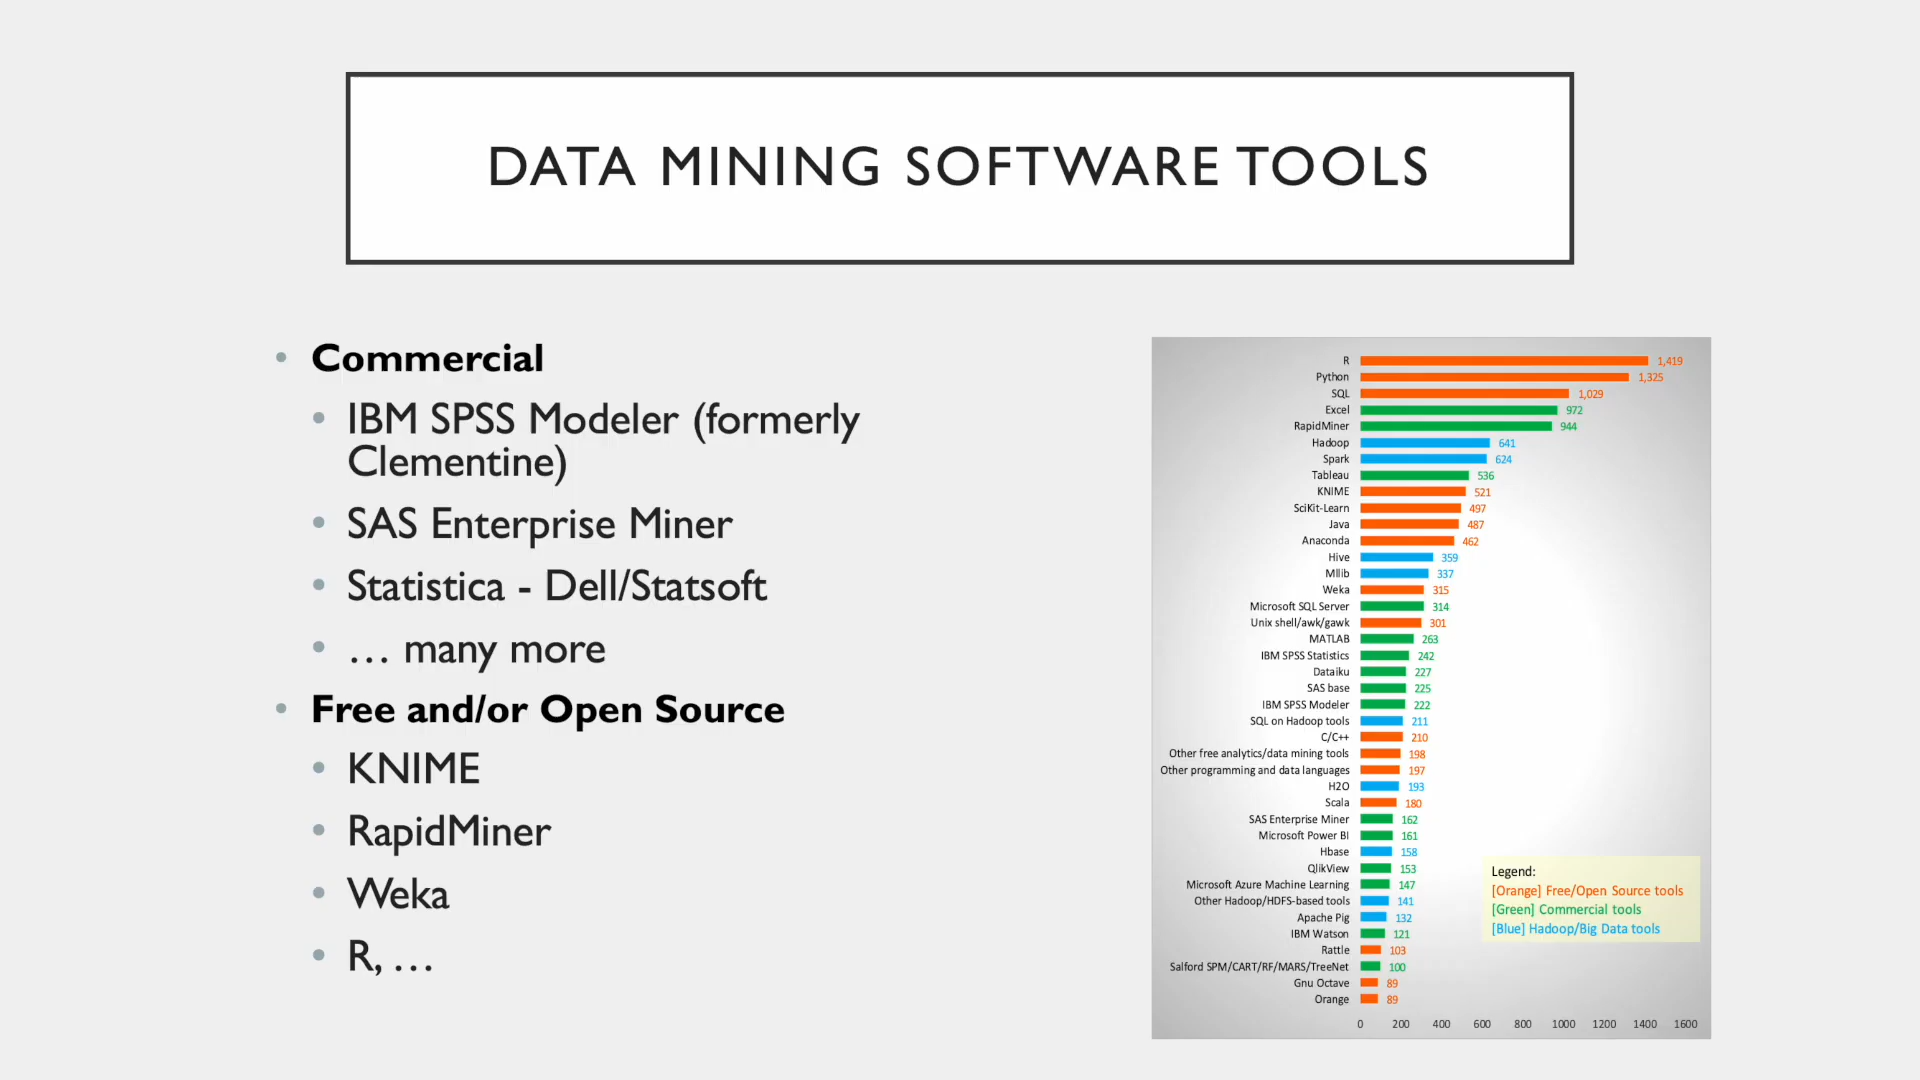 DATA MINING SOFTWARE TOOLS
• Commercial
• IBM SPSS Modeler (formerly
Clementine)
• SAS Enterprise Miner
• Statistica - Dell/Statsoft
• … many more
• Free and/or Open Source
• KNIME
• RapidMiner
• Weka
• R, …
R 1,419
Python 1,325
SQL 1,029
Excel 972
RapidMiner 944
Hadoop 641
Spark 624
Tableau 536
KNIME 521
SciKit-Learn 497
Java 487
Anaconda 462
Hive 359
Mllib 337
Weka 315
Microsoft SQL Server 314
Unix shell/awk/gawk 301
MATLAB 263
IBM SPSS Statistics 242
Dataiku 227
SAS base 225
IBM SPSS Modeler 222
SQL on Hadoop tools 211
C/C++ 210
Other free analytics/data mining tools 198
Other programming and data languages 197
H2O 193
Scala 180
SAS Enterprise Miner 162
Microsoft Power BI 161
Hbase 158
QlikView 153
Microsoft Azure Machine Learning 147
Other Hadoop/HDFS-based tools 141
Apache Pig 132
IBM Watson 121
Rattle 103
Salford SPM/CART/RF/MARS/TreeNet 100
Gnu Octave 89
Orange 89
0 200 400 600 800 1000 1200 1400 1600
Legend:
[Orange] Free/Open Source tools
[Green] Commercial tools
[Blue] Hadoop/Big Data tools